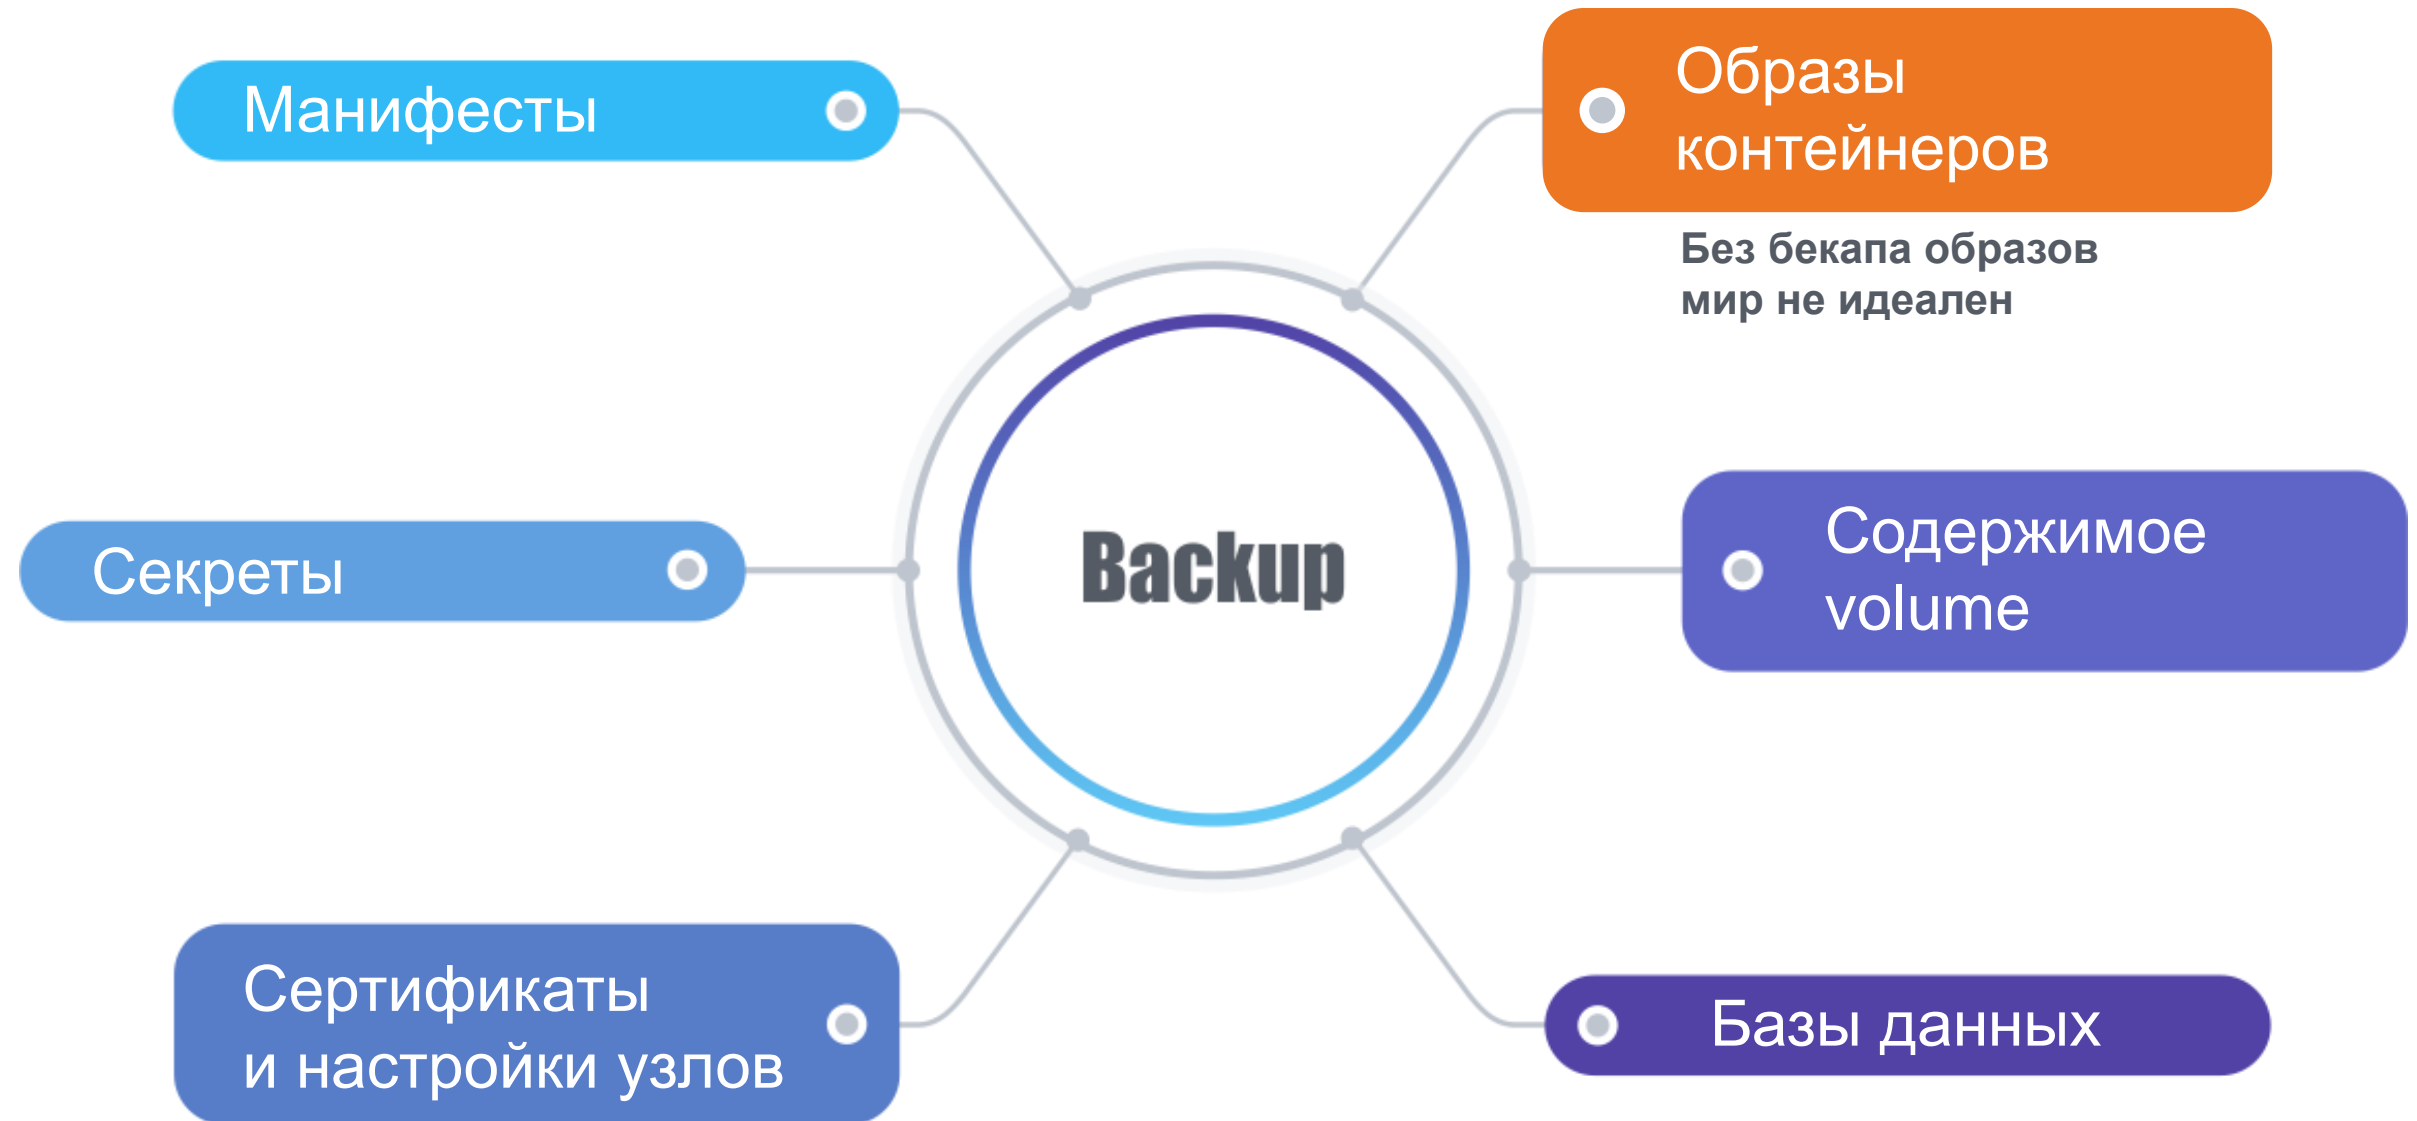 Манифесты
Образы
контейнеров
Без бекапа образов
мир не идеален
Секреты
Backup
Содержимое
volume
Сертификаты
и настройки узлов
Базы данных